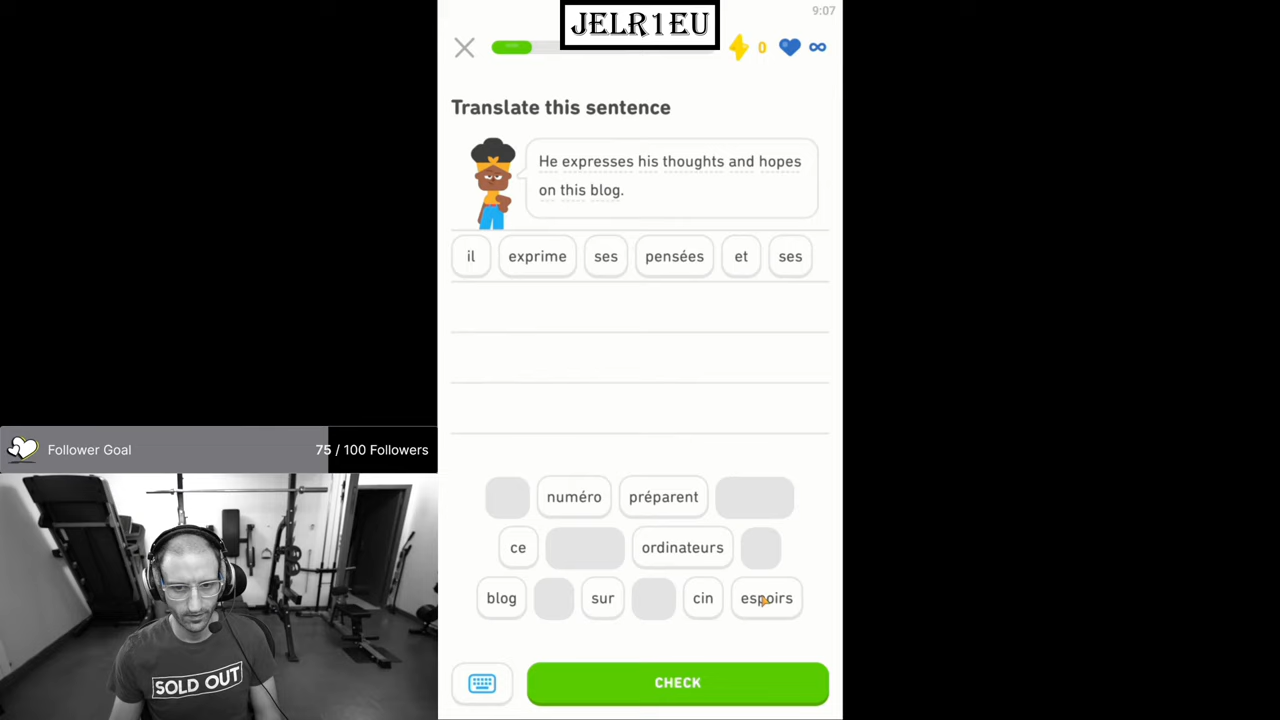 JELR1EU
9:07
0
∞
Translate this sentence
He expresses his thoughts and hopes
on this blog.
il exprime ses pensées et ses
numéro préparent
ce ordinateurs
blog sur cin espoirs
CHECK
Follower Goal 75 / 100 Followers
SOLD OUT